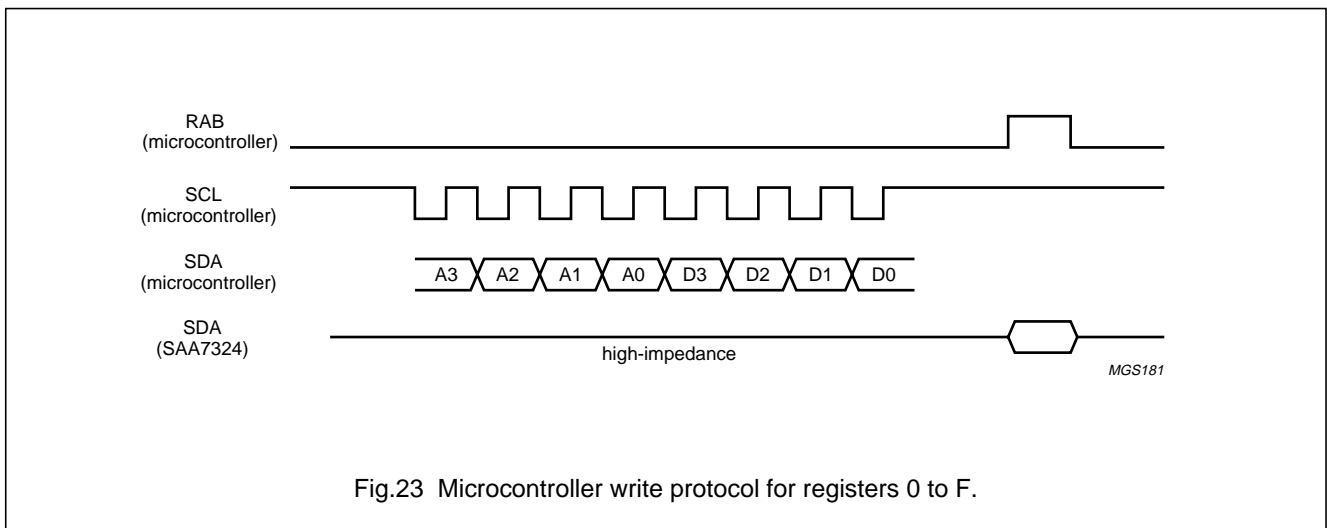 RAB
(microcontroller)
SCL
(microcontroller)
SDA
(microcontroller)
A3 A2 A1 A0 D3 D2 D1 D0
SDA
(SAA7324)
high-impedance
MGS181
Fig.23 Microcontroller write protocol for registers 0 to F.